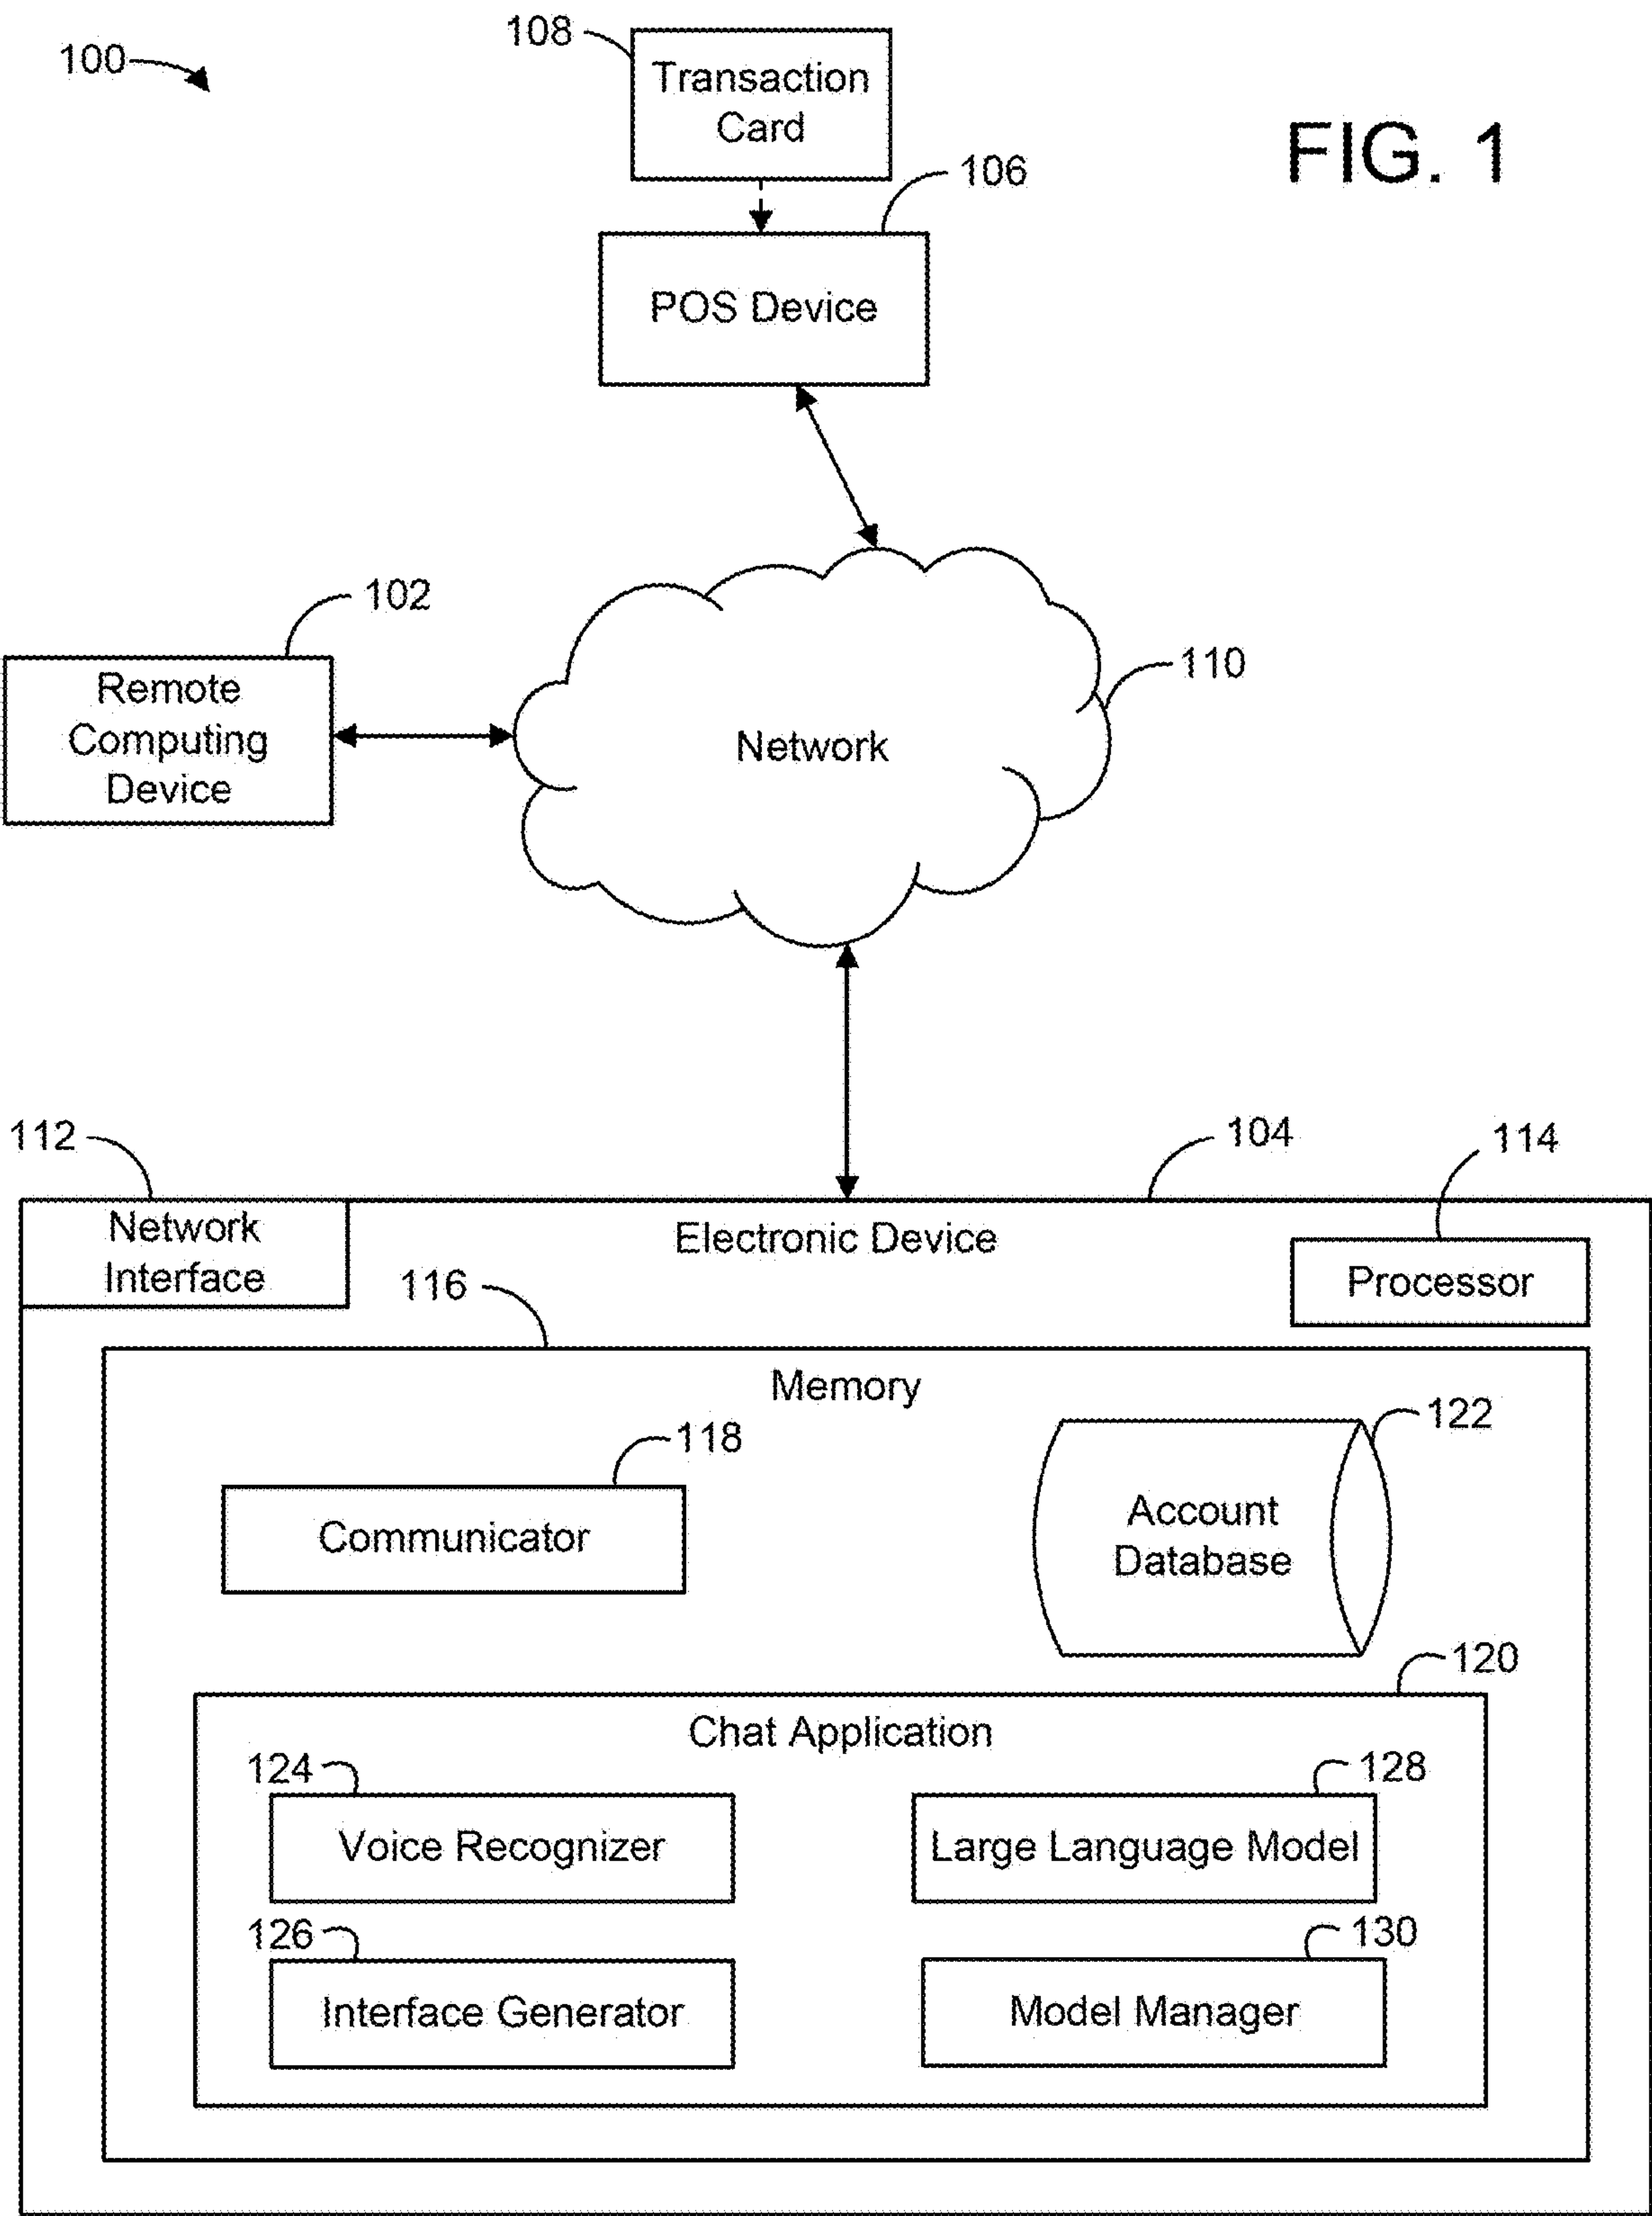 108
100
Transaction
Card
FIG. 1
106
POS Device
102
110
Remote
Computing
Device
Network
112
104
114
Network
Interface
Electronic Device
Processor
116
Memory
122
118
Account
Database
Communicator
120
Chat Application
124
128
Voice Recognizer
Large Language Model
126
130
Interface Generator
Model Manager